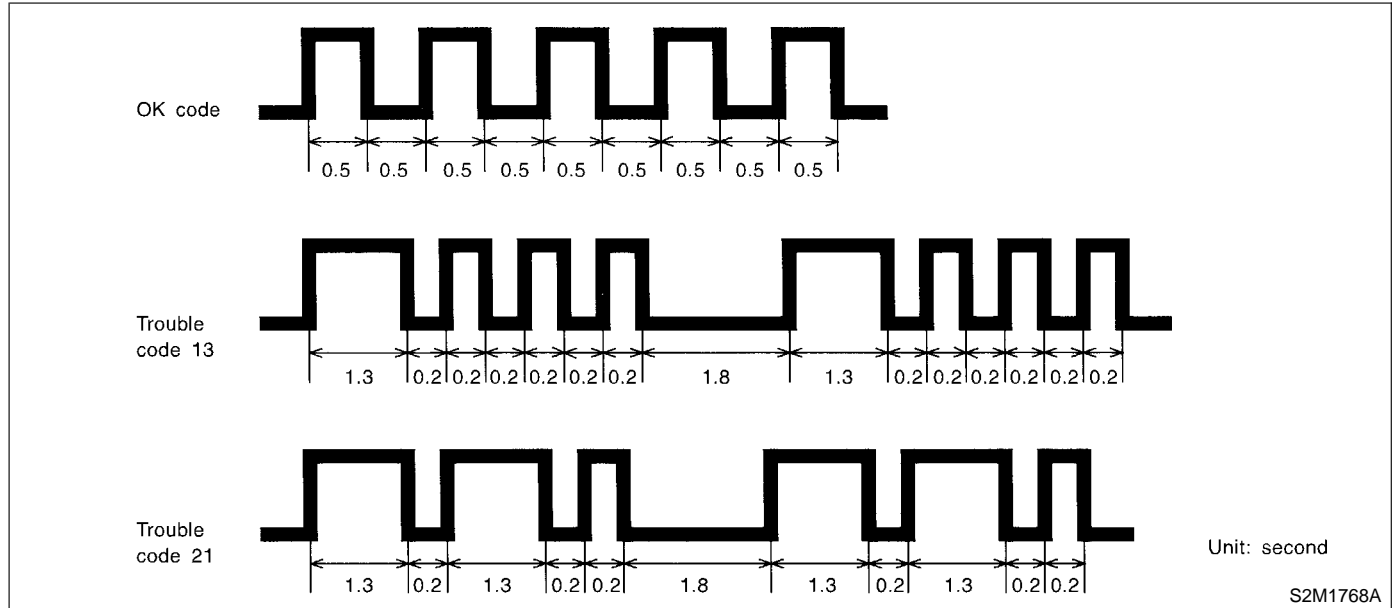 OK code
0.5 0.5 0.5 0.5 0.5 0.5 0.5 0.5 0.5
Trouble
code 13
1.3 0.2 0.2 0.2 0.2 0.2 0.2 1.8 1.3 0.2 0.2 0.2 0.2 0.2 0.2
Trouble
code 21
1.3 0.2 1.3 0.2 0.2 1.8 1.3 0.2 1.3 0.2 0.2
Unit: second
S2M1768A